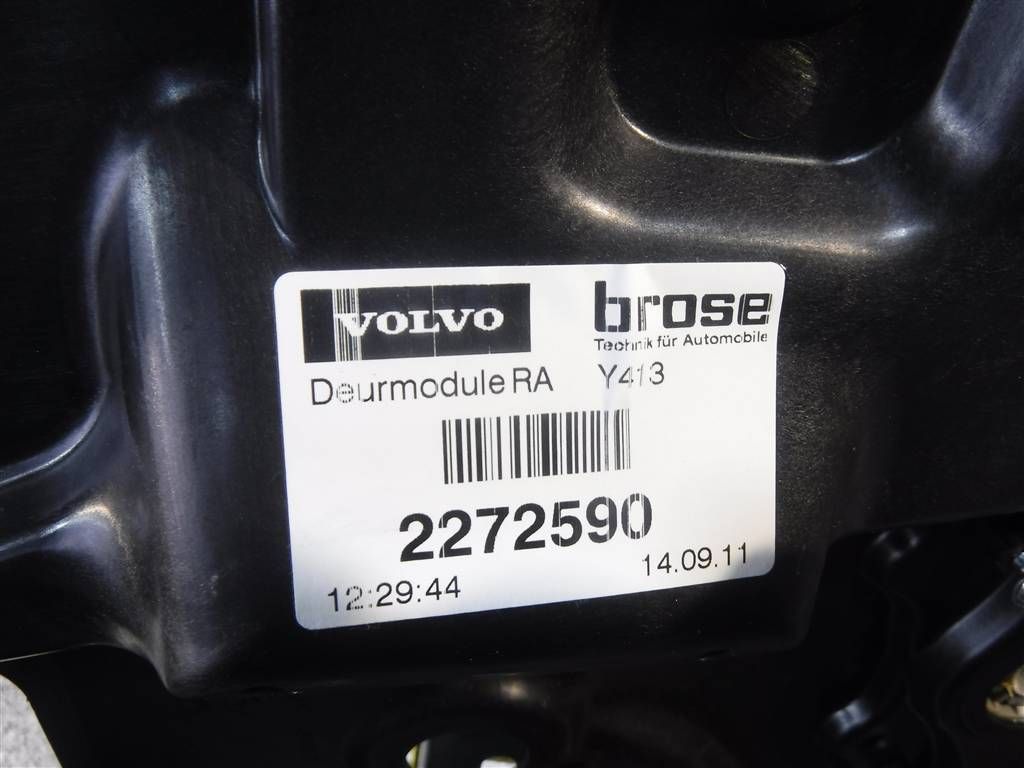 VOLVO brose
Technik für Automobile
Deurmodule RA Y413
2272590
12:29:44 14.09.11